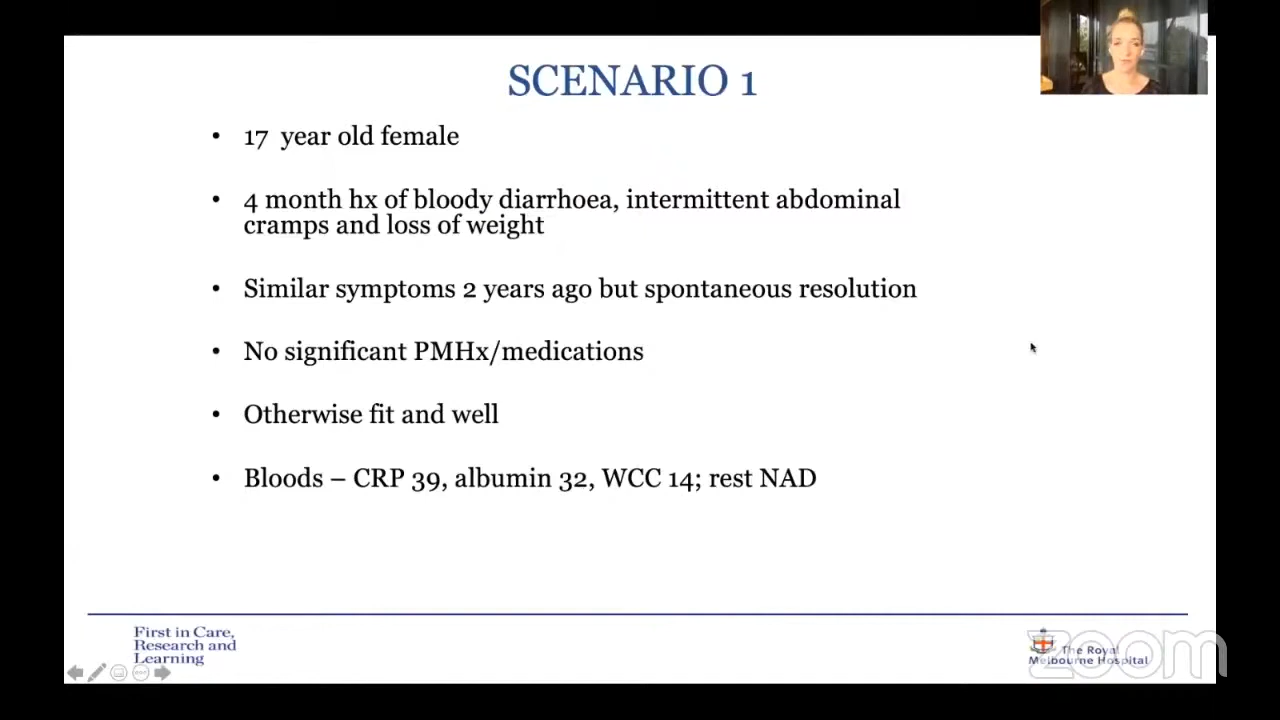 SCENARIO 1
• 17 year old female
• 4 month hx of bloody diarrhoea, intermittent abdominal
cramps and loss of weight
• Similar symptoms 2 years ago but spontaneous resolution
• No significant PMHx/medications
• Otherwise fit and well
• Bloods – CRP 39, albumin 32, WCC 14; rest NAD
First in Care,
Research and
Learning
The Royal
Melbourne Hospital
zoom